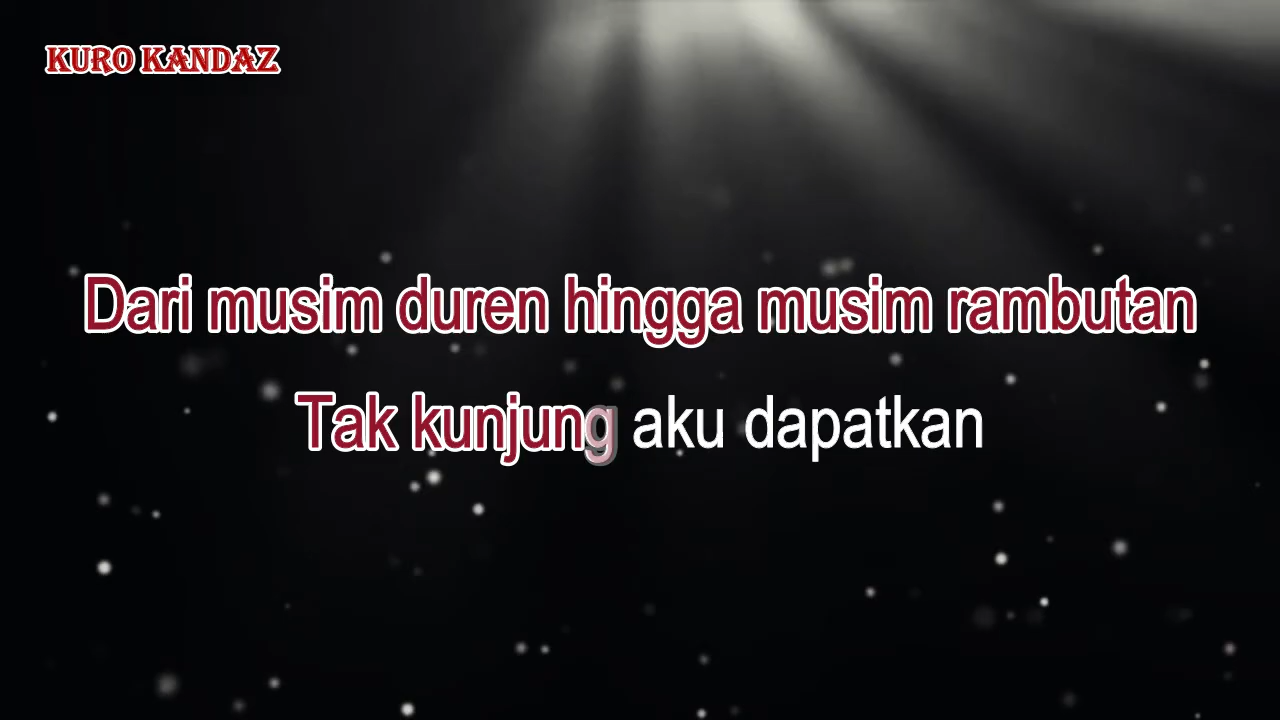 KURO KANDAZ
Dari musim duren hingga musim rambutan
Tak kunjung aku dapatkan